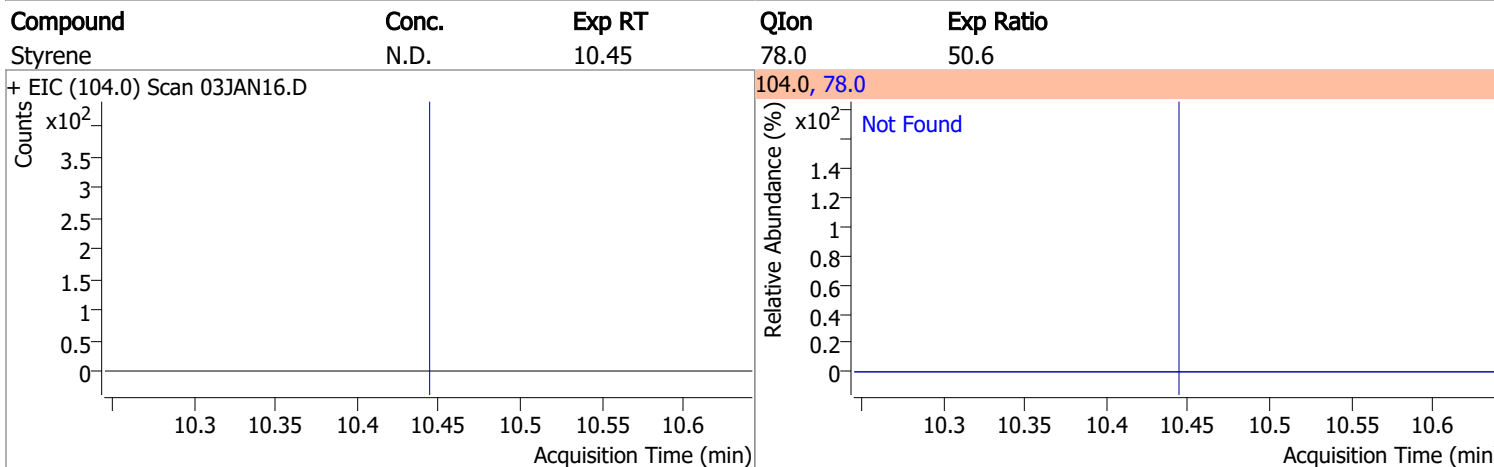 Compound Conc. Exp RT QIon Exp Ratio
Styrene N.D. 10.45 78.0 50.6
+ EIC (104.0) Scan 03JAN16.D
Counts
x10²
3.5
3
2.5
2
1.5
1
0.5
0
10.3 10.35 10.4 10.45 10.5 10.55 10.6
Acquisition Time (min)
104.0, 78.0
Relative Abundance (%)
x10²
Not Found
1.4
1.2
1
0.8
0.6
0.4
0.2
0
10.3 10.35 10.4 10.45 10.5 10.55 10.6
Acquisition Time (min